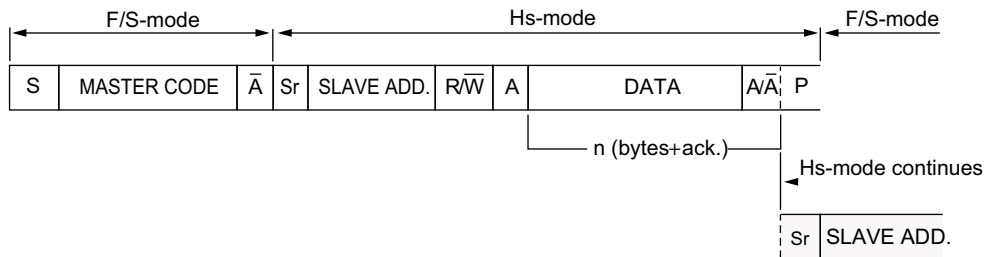 F/S-mode Hs-mode F/S-mode
S MASTER CODE A̅ Sr SLAVE ADD. R/W̅ A DATA A/A̅ P
n (bytes+ack.)
Hs-mode continues
Sr SLAVE ADD.